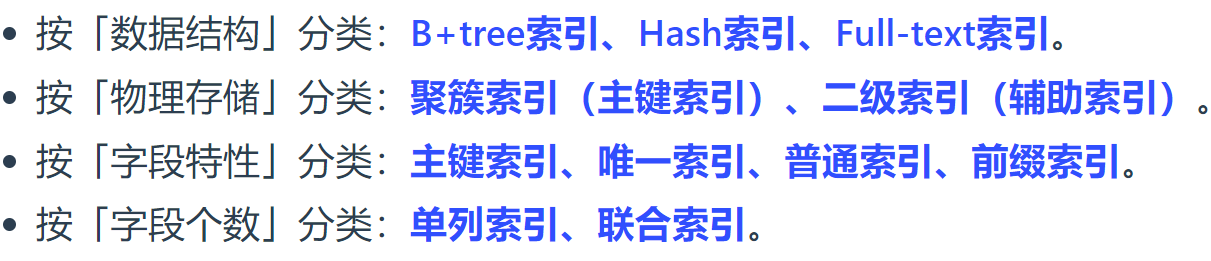 按「数据结构」分类：B+tree索引、Hash索引、Full-text索引。
按「物理存储」分类：聚簇索引（主键索引）、二级索引（辅助索引）。
按「字段特性」分类：主键索引、唯一索引、普通索引、前缀索引。
按「字段个数」分类：单列索引、联合索引。